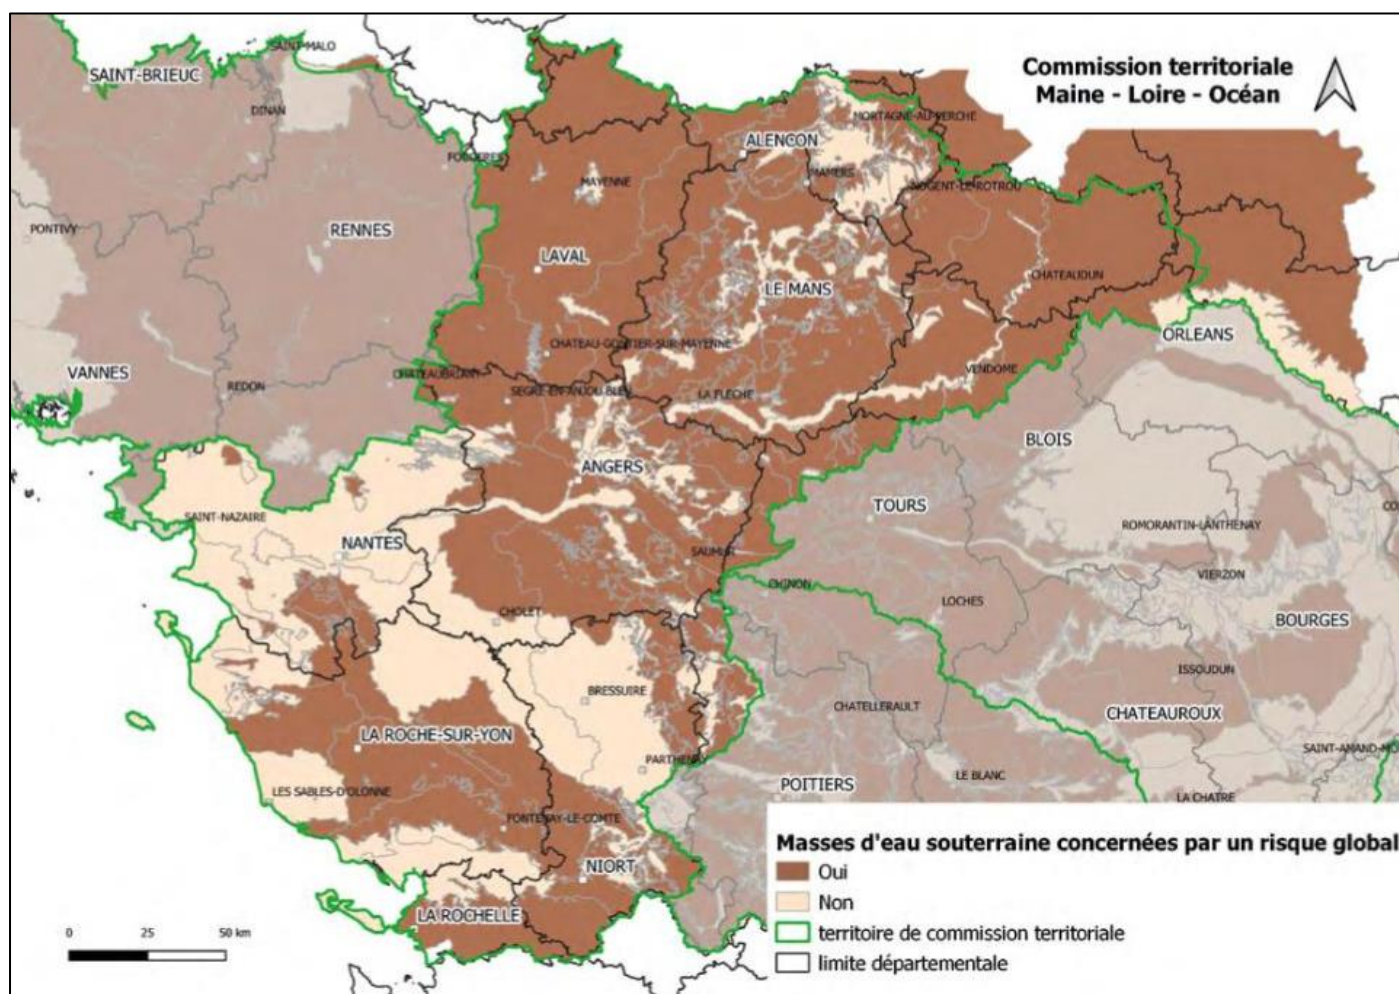 SAINT-MALO
SAINT-BRIEUC
DINAN
Commission territoriale
Maine - Loire - Océan
MORTAGNE-AU-PERCHE
ALENCON
FOUGERES
MAYENNE
MAMERS
NOGENT-LE-ROTROU
PONTIVY
RENNES
LAVAL
CHATEAUDUN
LE MANS
ORLEANS
CHATEAU-GONTIER-SUR-MAYENNE
VANNES
CHATEAUBRIANT
VENDOME
REDON
SEGRE-EN-ANJOU-BLEU
LA FLECHE
BLOIS
ANGERS
TOURS
SAINT-NAZAIRE
ROMORANTIN-LANTHENAY
NANTES
SAUMUR
VIERZON
CHINON
LOCHES
CHOLET
BOURGES
ISSOUDUN
BRESSUIRE
CHATELLERAULT
CHATEAUROUX
LA ROCHE-SUR-YON
SAINT-AMAND-MO
PARTHENAY
LE BLANC
POITIERS
LES SABLES-D'OLONNE
LA CHATRE
FONTENAY-LE-COMTE
NIORT
LA ROCHELLE
Masses d'eau souterraine concernées par un risque global
Oui
Non
territoire de commission territoriale
limite départementale
0 25 50 km